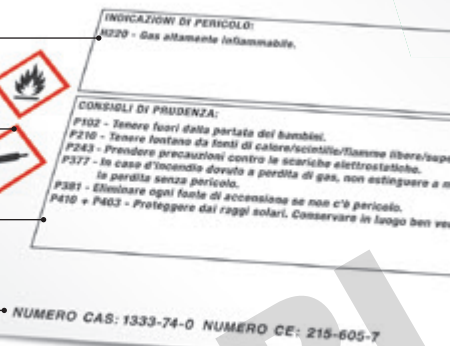 INDICAZIONI DI PERICOLO:
H220 - Gas altamente infiammabile.
CONSIGLI DI PRUDENZA:
P102 - Tenere fuori dalla portata dei bambini.
P210 - Tenere lontano da fonti di calore/scintille/fiamme libere/supe
P243 - Prendere precauzioni contro le scariche elettrostatiche.
P377 - In caso d'incendio dovuto a perdita di gas, non estinguere a m
la perdita senza pericolo.
P381 - Eliminare ogni fonte di accensione se non c'è pericolo.
P410 + P403 - Proteggere dai raggi solari. Conservare in luogo ben ve
NUMERO CAS: 1333-74-0 NUMERO CE: 215-605-7